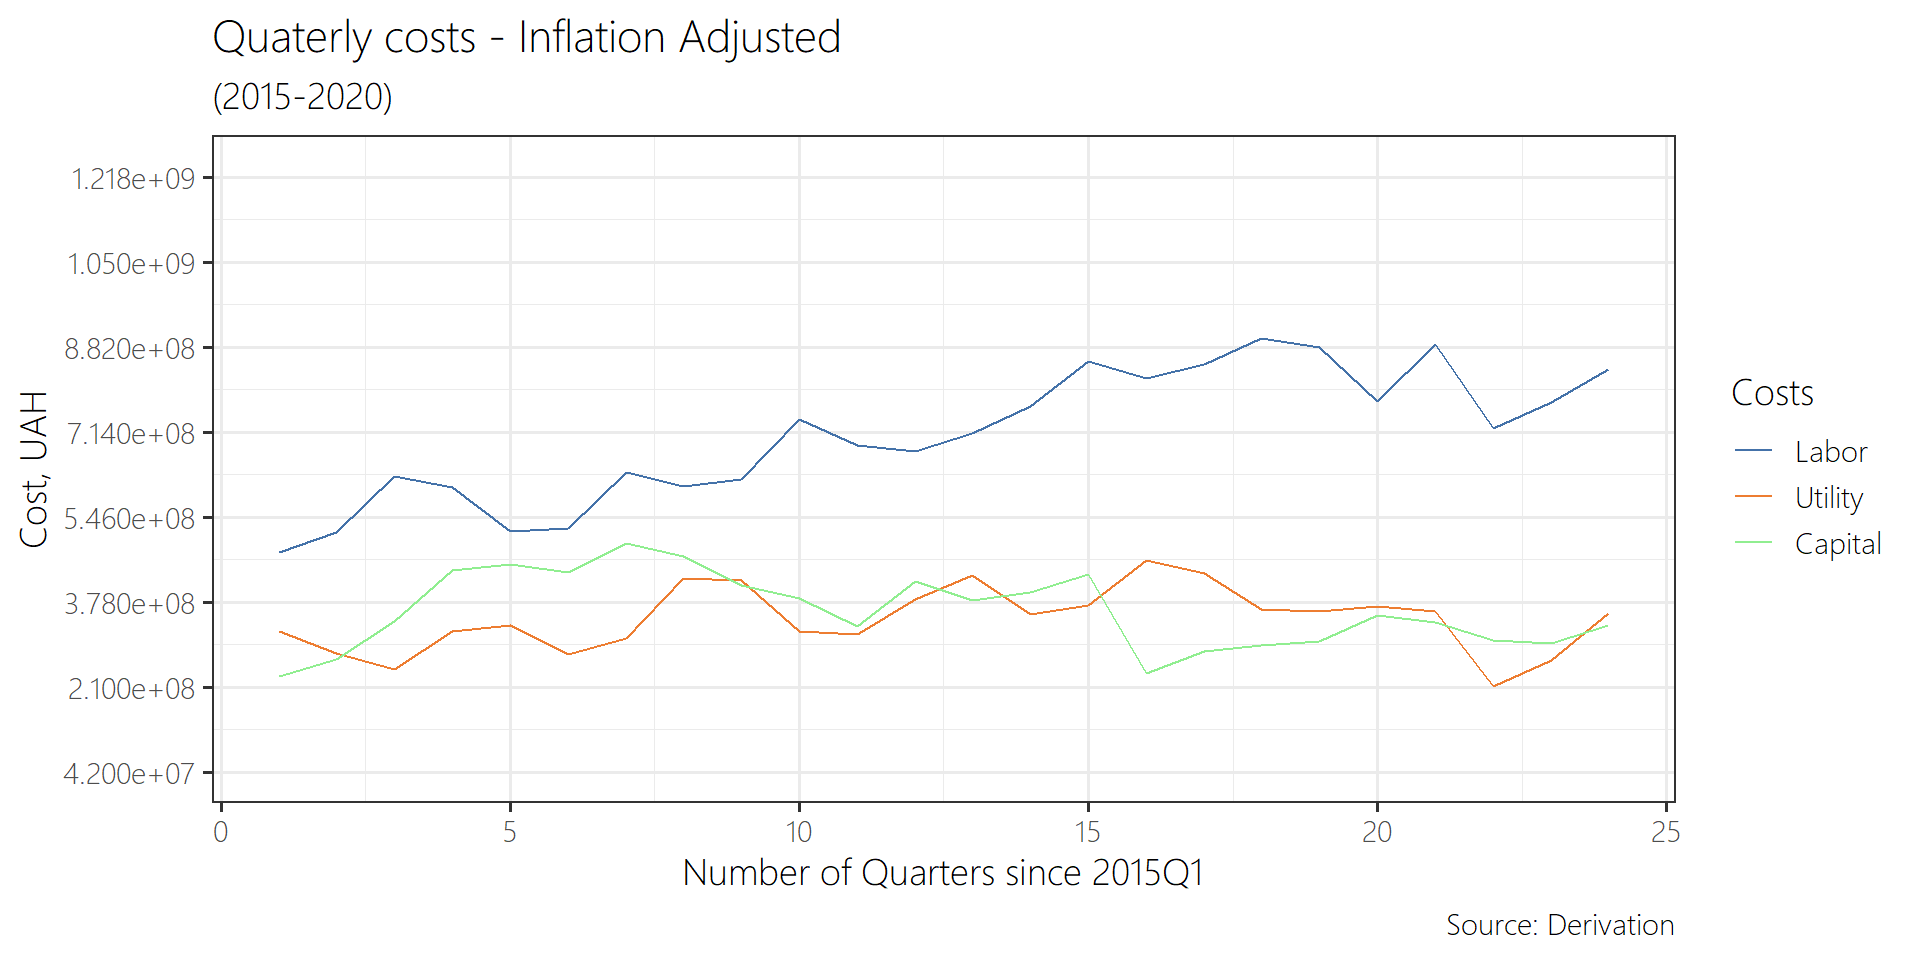 Quaterly costs - Inflation Adjusted
(2015-2020)
1.218e+09
1.050e+09
8.820e+08
7.140e+08
5.460e+08
3.780e+08
2.100e+08
4.200e+07
Cost, UAH
0 5 10 15 20 25
Number of Quarters since 2015Q1
Costs
Labor
Utility
Capital
Source: Derivation